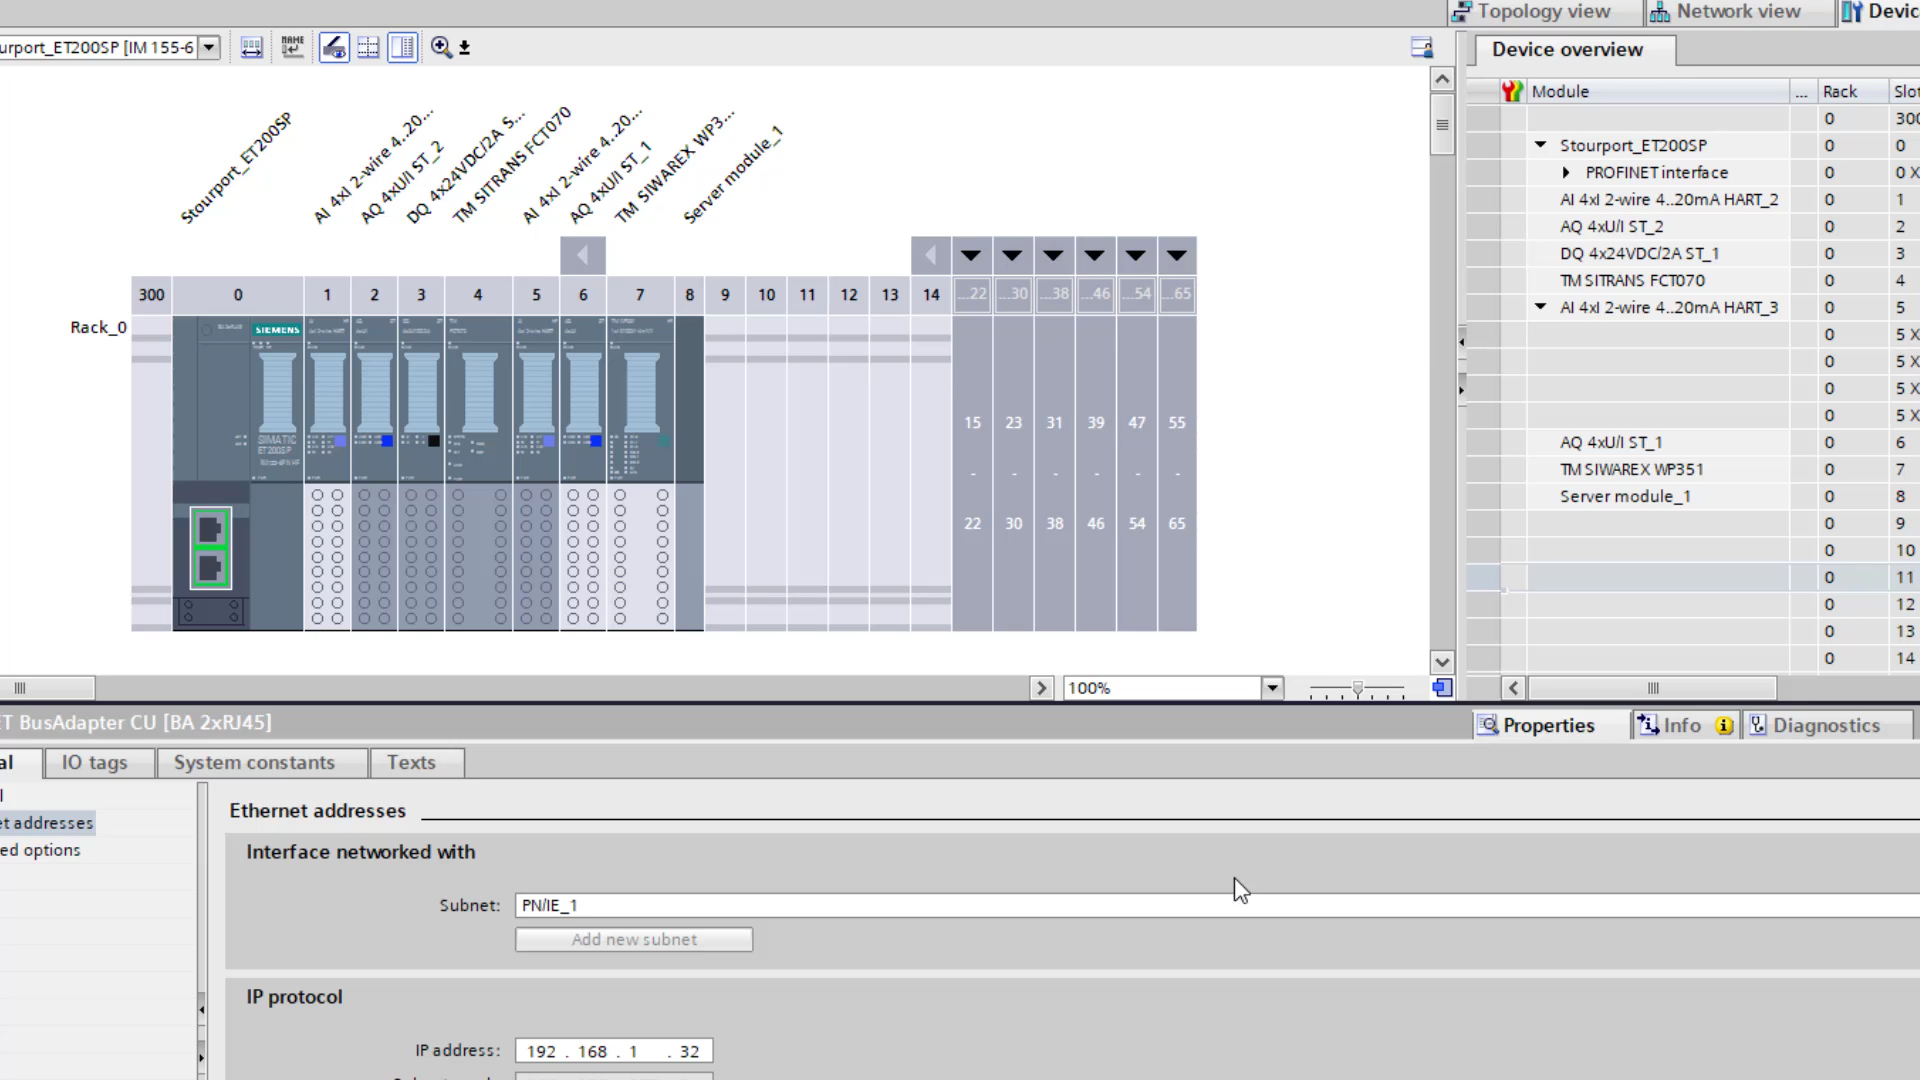 Topology view
Network view
Devic
urport_ET200SP [IM 155-6
Device overview
Module
...
Rack
Slot
0
300
Stourport_ET200SP
0
0
PROFINET interface
0
0 X
AI 4xI 2-wire 4..20mA HART_2
0
1
AQ 4xU/I ST_2
0
2
DQ 4x24VDC/2A ST_1
0
3
TM SITRANS FCT070
0
4
AI 4xI 2-wire 4..20mA HART_3
0
5
0
5 X
0
5 X
0
5 X
0
5 X
AQ 4xU/I ST_1
0
6
TM SIWAREX WP351
0
7
Server module_1
0
8
0
9
0
10
0
11
0
12
0
13
0
14
Stourport_ET200SP
AI 4xI 2-wire 4..20...
AQ 4xU/I ST_2
DQ 4x24VDC/2A S...
TM SITRANS FCT070
AI 4xI 2-wire 4..20...
AQ 4xU/I ST_1
TM SIWAREX WP3...
Server module_1
300 0 1 2 3 4 5 6 7 8 9 10 11 12 13 14 ...22 ...30 ...38 ...46 ...54 ...65
Rack_0
SIEMENS
SIMATIC
ET 200SP
15 23 31 39 47 55
- - - - - -
22 30 38 46 54 65
100%
ET BusAdapter CU [BA 2xRJ45]
Properties
Info
Diagnostics
al
IO tags
System constants
Texts
l
et addresses
ed options
Ethernet addresses
Interface networked with
Subnet:
PN/IE_1
Add new subnet
IP protocol
IP address:
192 . 168 . 1 . 32